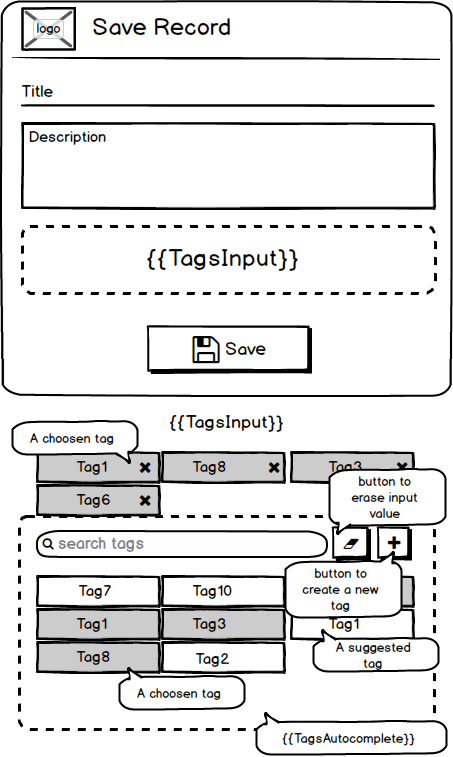 logo
Save Record
Title
Description
{{TagsInput}}
Save
{{TagsInput}}
A choosen tag
Tag1
Tag8
Tag3
Tag6
button to
erase input
value
search tags
button to
create a new
tag
Tag7
Tag10
Tag1
Tag3
Tag1
Tag8
Tag2
A suggested
tag
A choosen tag
{{TagsAutocomplete}}